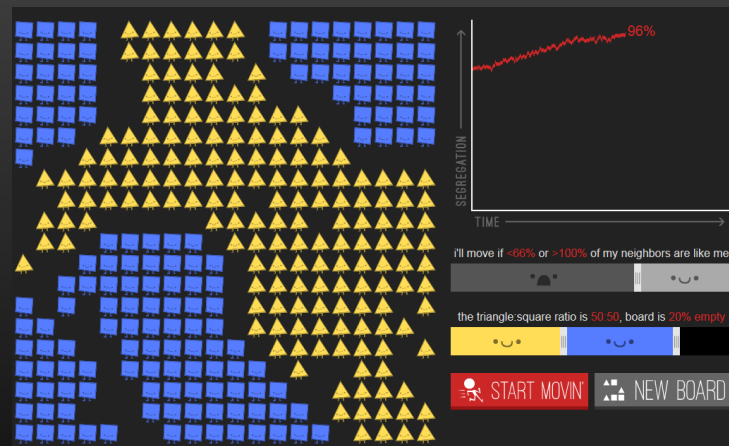 96%
SEGREGATION
TIME
i'll move if <66% or >100% of my neighbors are like me
the triangle:square ratio is 50:50, board is 20% empty
START MOVIN'
NEW BOARD